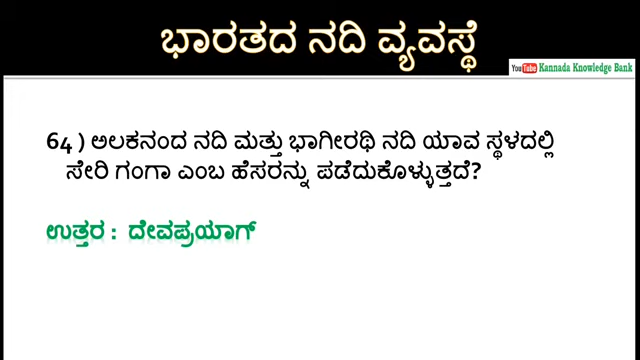 ಭಾರತದ ನದಿ ವ್ಯವಸ್ಥೆ
YouTube Kannada Knowledge Bank
64 ) ಅಲಕನಂದ ನದಿ ಮತ್ತು ಭಾಗೀರಥಿ ನದಿ ಯಾವ ಸ್ಥಳದಲ್ಲಿ
ಸೇರಿ ಗಂಗಾ ಎಂಬ ಹೆಸರನ್ನು ಪಡೆದುಕೊಳ್ಳುತ್ತದೆ?
ಉತ್ತರ : ದೇವಪ್ರಯಾಗ್